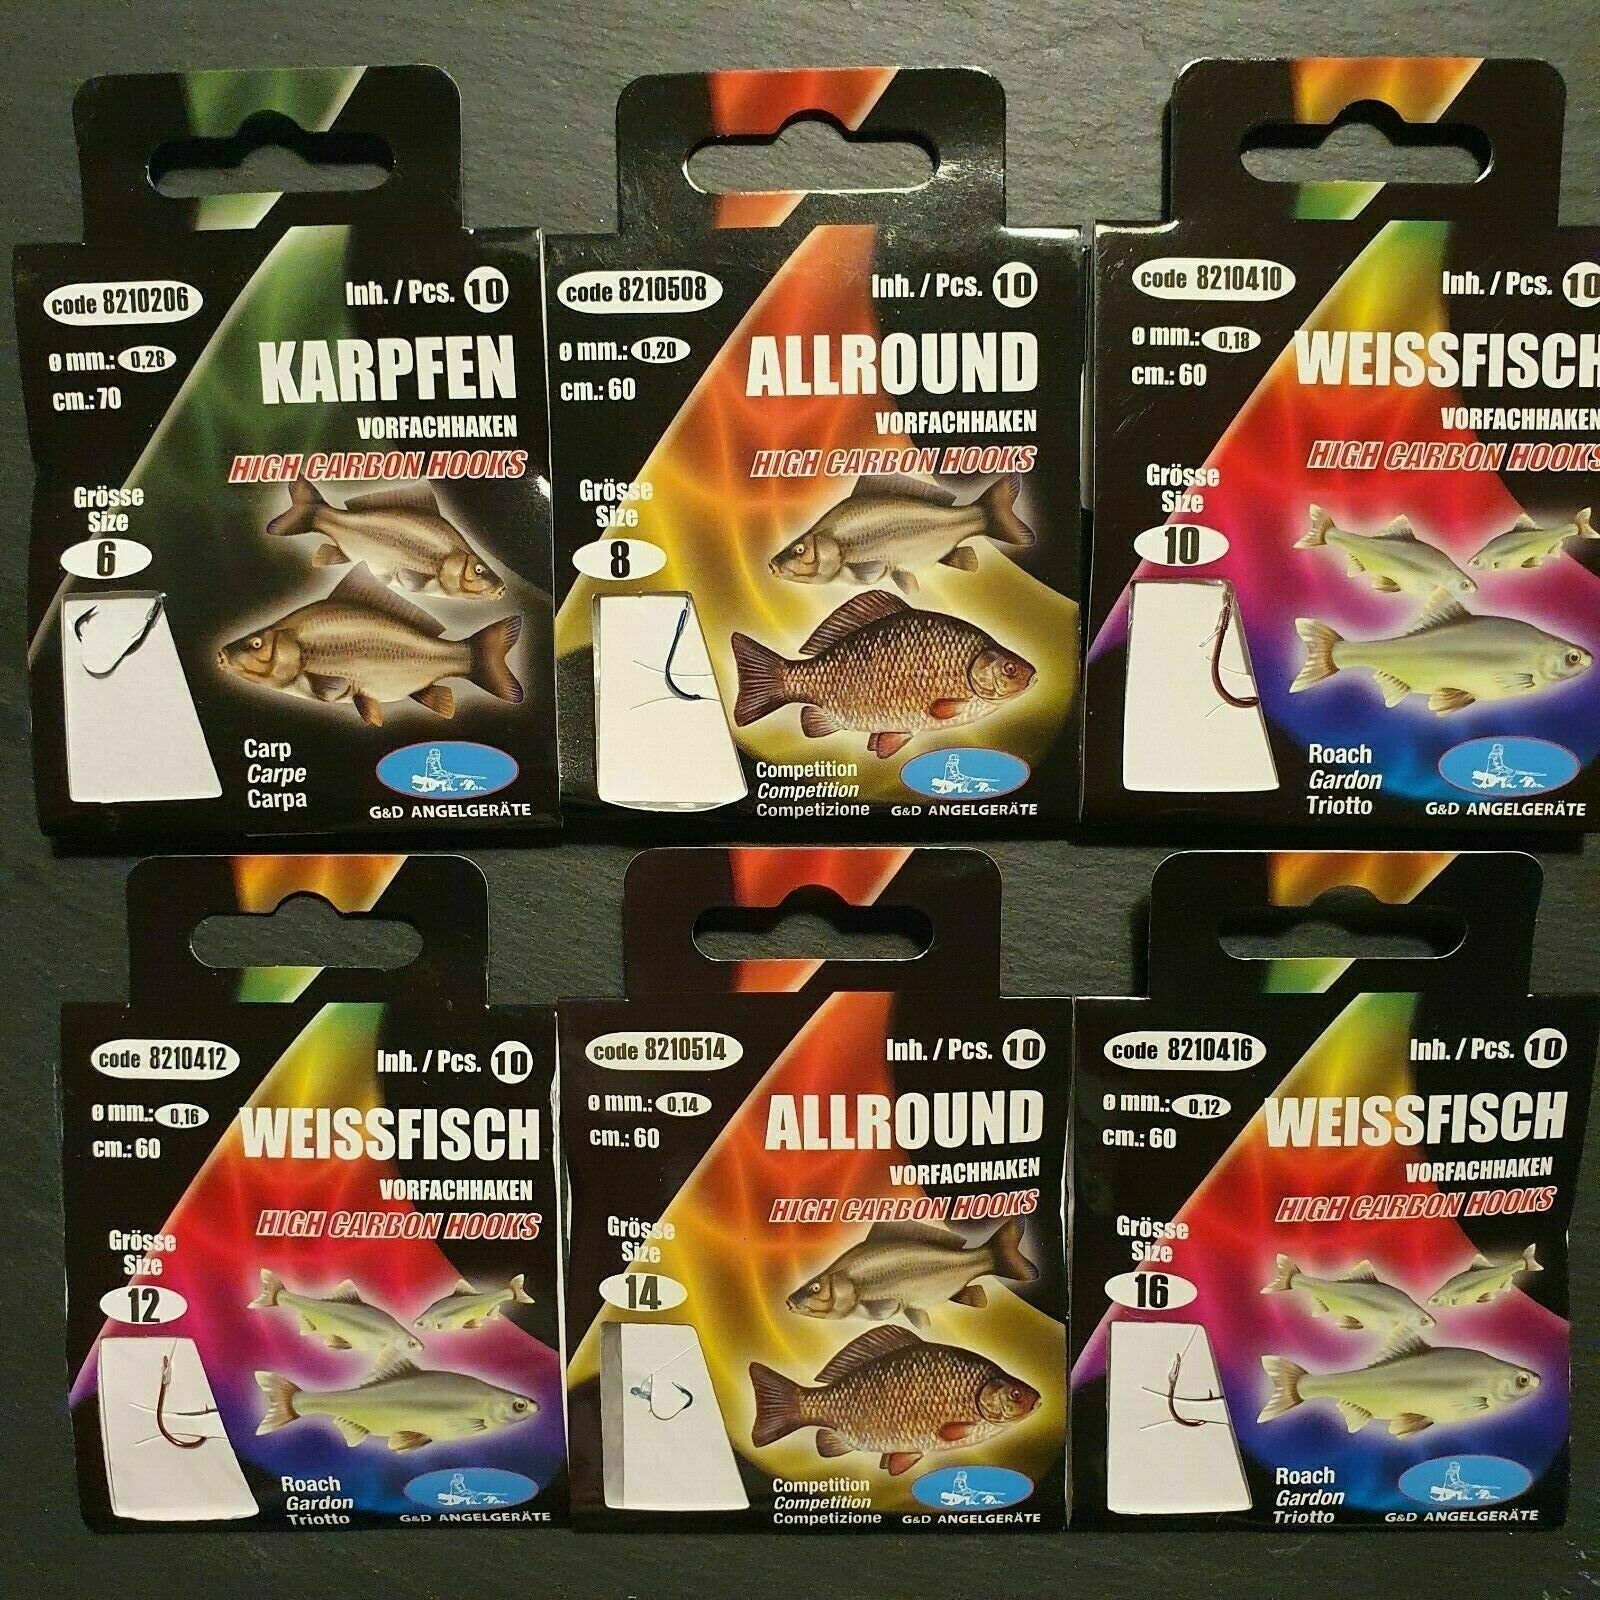 code 8210206
Inh. / Pcs. 10
ø mm.: 0,28
cm.: 70
KARPFEN
VORFACHHAKEN
HIGH CARBON HOOKS
Grösse
Size
6
Carp
Carpe
Carpa
G&D ANGELGERÄTE
code 8210508
Inh. / Pcs. 10
ø mm.: 0,20
cm.: 60
ALLROUND
VORFACHHAKEN
HIGH CARBON HOOKS
Grösse
Size
8
Competition
Competition
Competizione
G&D ANGELGERÄTE
code 8210410
Inh. / Pcs. 10
ø mm.: 0,18
cm.: 60
WEISSFISCH
VORFACHHAKEN
HIGH CARBON HOOKS
Grösse
Size
10
Roach
Gardon
Triotto
G&D ANGELGERÄTE
code 8210412
Inh. / Pcs. 10
ø mm.: 0,16
cm.: 60
WEISSFISCH
VORFACHHAKEN
HIGH CARBON HOOKS
Grösse
Size
12
Roach
Gardon
Triotto
G&D ANGELGERÄTE
code 8210514
Inh. / Pcs. 10
ø mm.: 0,14
cm.: 60
ALLROUND
VORFACHHAKEN
HIGH CARBON HOOKS
Grösse
Size
14
Competition
Competition
Competizione
G&D ANGELGERÄTE
code 8210416
Inh. / Pcs. 10
ø mm.: 0,12
cm.: 60
WEISSFISCH
VORFACHHAKEN
HIGH CARBON HOOKS
Grösse
Size
16
Roach
Gardon
Triotto
G&D ANGELGERÄTE